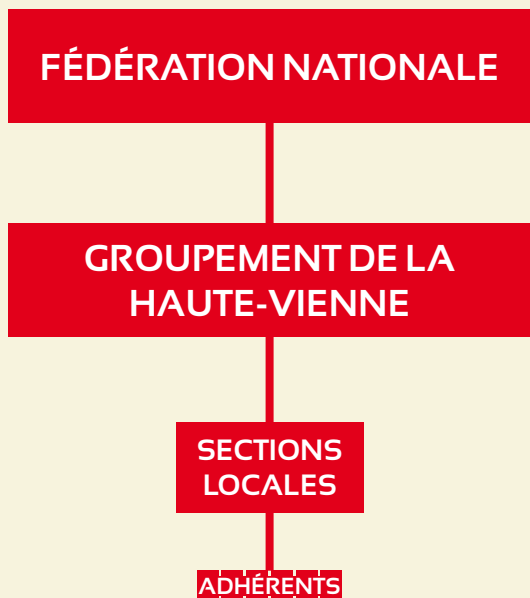 FÉDÉRATION NATIONALE
GROUPEMENT DE LA
HAUTE-VIENNE
SECTIONS
LOCALES
ADHÉRENTS